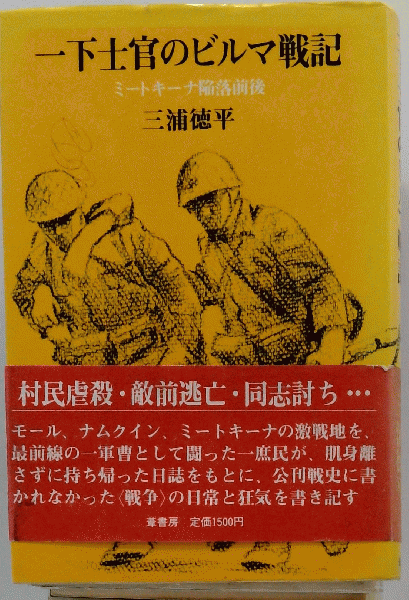 一下士官のビルマ戦記
ミートキーナ陥落前後
三浦徳平
村民虐殺・敵前逃亡・同志討ち…
モール、ナムクイン、ミートキーナの激戦地を、
最前線の一軍曹として闘った一庶民が、肌身離
さずに持ち帰った日誌をもとに、公刊戦史に書
かれなかった〈戦争〉の日常と狂気を書き記す
葦書房 定価1500円